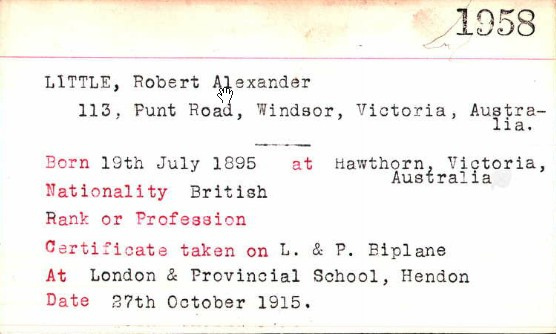 1958
LITTLE, Robert Alexander
113, Punt Road, Windsor, Victoria, Austra-
lia.
Born 19th July 1895 at Hawthorn, Victoria,
Australia
Nationality British
Rank or Profession
Certificate taken on L. & P. Biplane
At London & Provincial School, Hendon
Date 27th October 1915.